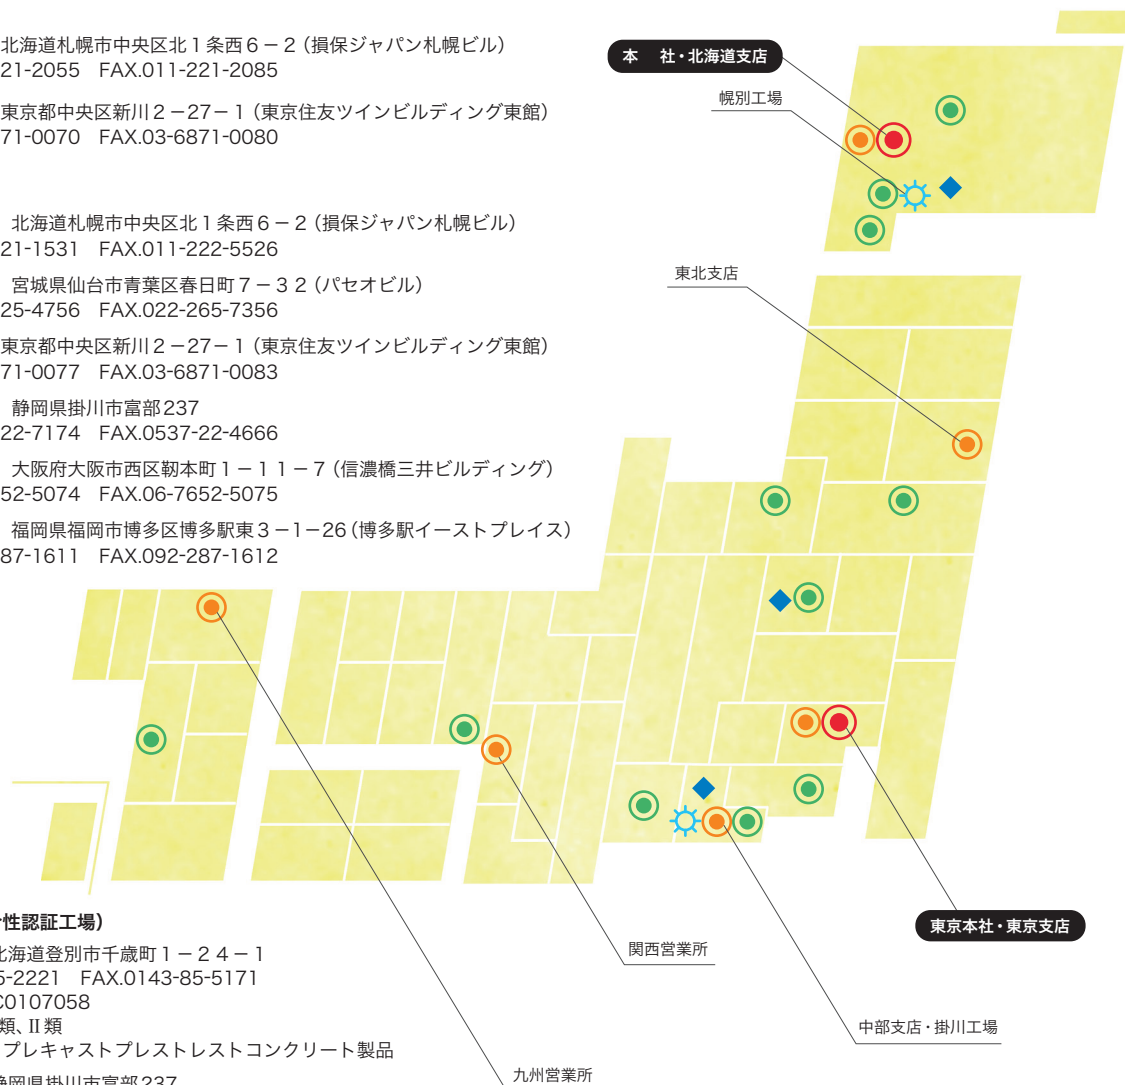 北海道札幌市中央区北１条西６－２（損保ジャパン札幌ビル）
21-2055　FAX.011-221-2085
東京都中央区新川２－27－１（東京住友ツインビルディング東館）
71-0070　FAX.03-6871-0080
北海道札幌市中央区北１条西６－２（損保ジャパン札幌ビル）
21-1531　FAX.011-222-5526
宮城県仙台市青葉区春日町７－３２（パセオビル）
25-4756　FAX.022-265-7356
東京都中央区新川２－27－１（東京住友ツインビルディング東館）
71-0077　FAX.03-6871-0083
静岡県掛川市富部237
22-7174　FAX.0537-22-4666
大阪府大阪市西区靭本町１－１１－７（信濃橋三井ビルディング）
52-5074　FAX.06-7652-5075
福岡県福岡市博多区博多駅東３－１－26（博多駅イーストプレイス）
87-1611　FAX.092-287-1612
本　社・北海道支店
幌別工場
東北支店
東京本社・東京支店
関西営業所
中部支店・掛川工場
九州営業所
性認証工場）
北海道登別市千歳町１－２４－１
5-2221　FAX.0143-85-5171
C0107058
類、Ⅱ類
プレキャストプレストレストコンクリート製品
静岡県掛川市富部237